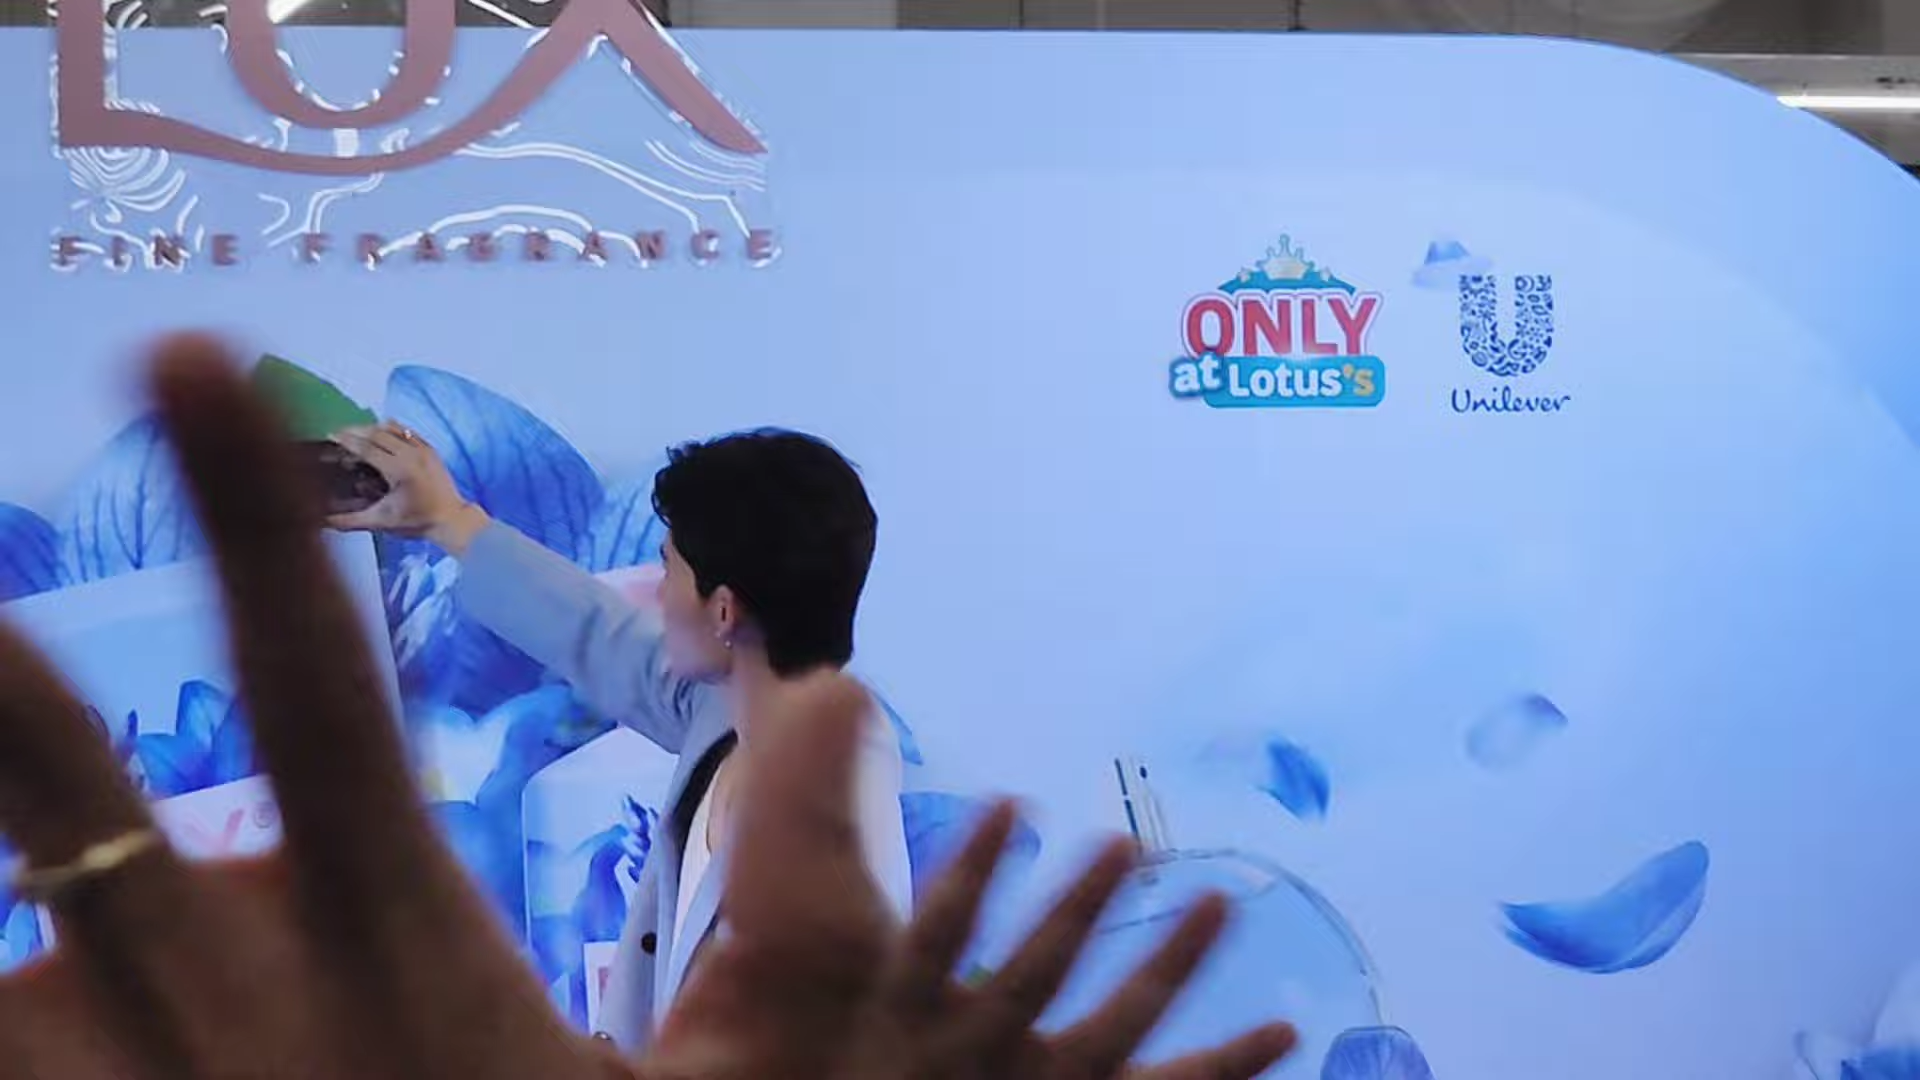 LUX
FINE FRAGRANCE
ONLY
at Lotus's
Unilever